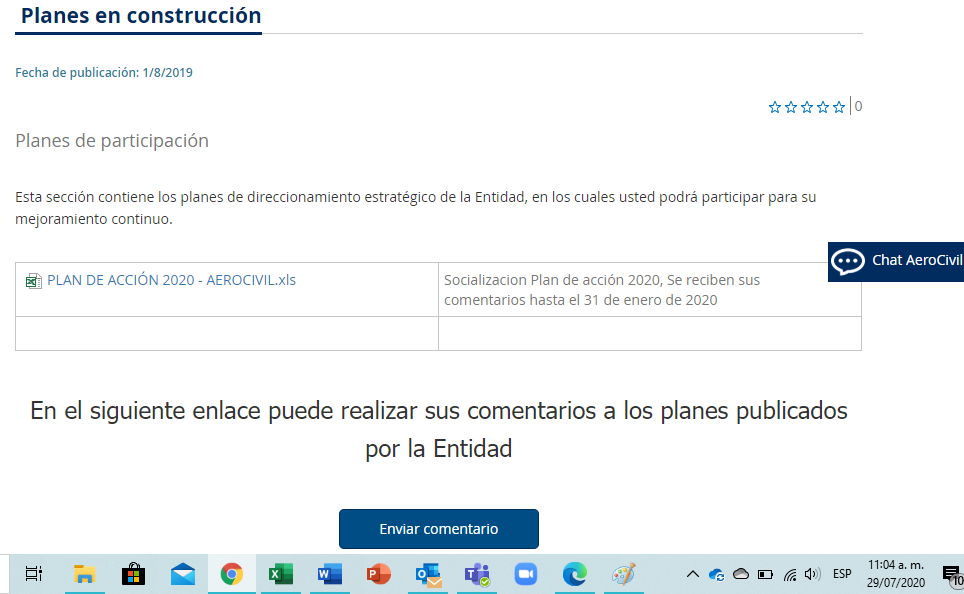 Planes en construcción
Fecha de publicación: 1/8/2019
0
Planes de participación
Esta sección contiene los planes de direccionamiento estratégico de la Entidad, en los cuales usted podrá participar para su
mejoramiento continuo.
Chat AeroCivil
PLAN DE ACCIÓN 2020 - AEROCIVIL.xls
Socializacion Plan de acción 2020, Se reciben sus
comentarios hasta el 31 de enero de 2020
En el siguiente enlace puede realizar sus comentarios a los planes publicados
por la Entidad
Enviar comentario
ESP
11:04 a. m.
29/07/2020
10